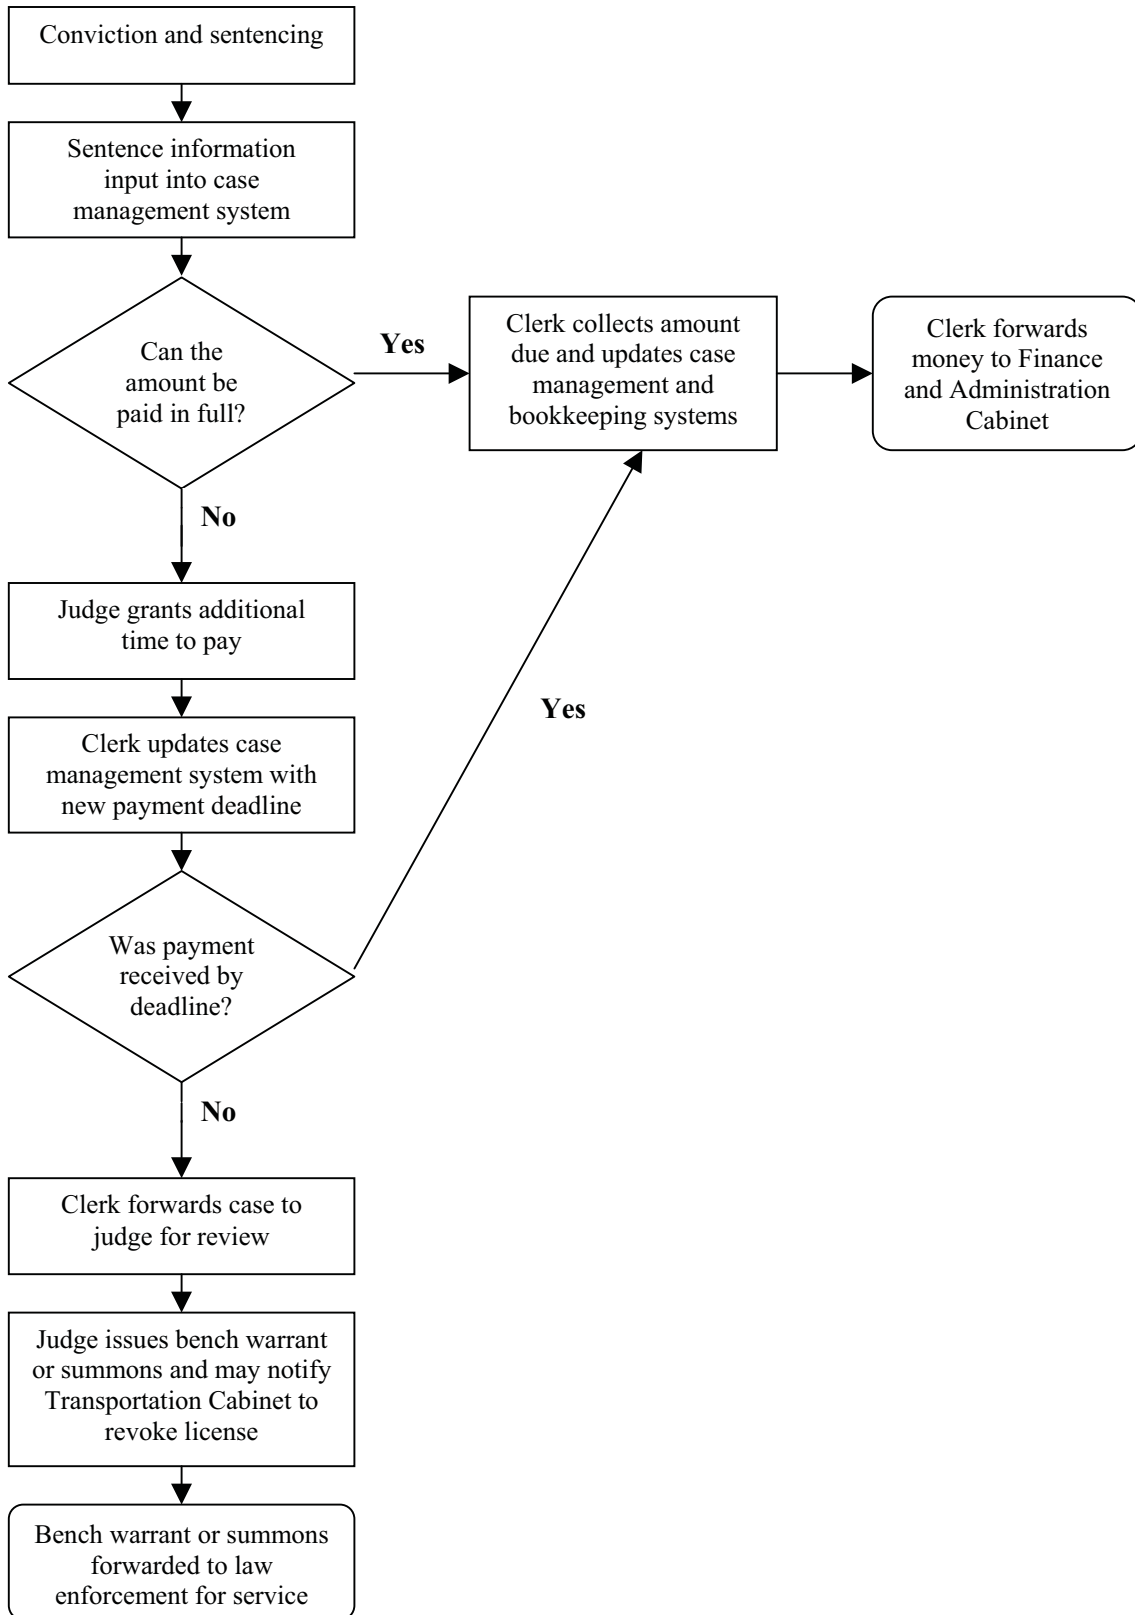 Conviction and sentencing
Sentence information
input into case
management system
Can the
amount be
paid in full?
Yes
Clerk collects amount
due and updates case
management and
bookkeeping systems
Clerk forwards
money to Finance
and Administration
Cabinet
No
Judge grants additional
time to pay
Yes
Clerk updates case
management system with
new payment deadline
Was payment
received by
deadline?
No
Clerk forwards case to
judge for review
Judge issues bench warrant
or summons and may notify
Transportation Cabinet to
revoke license
Bench warrant or summons
forwarded to law
enforcement for service